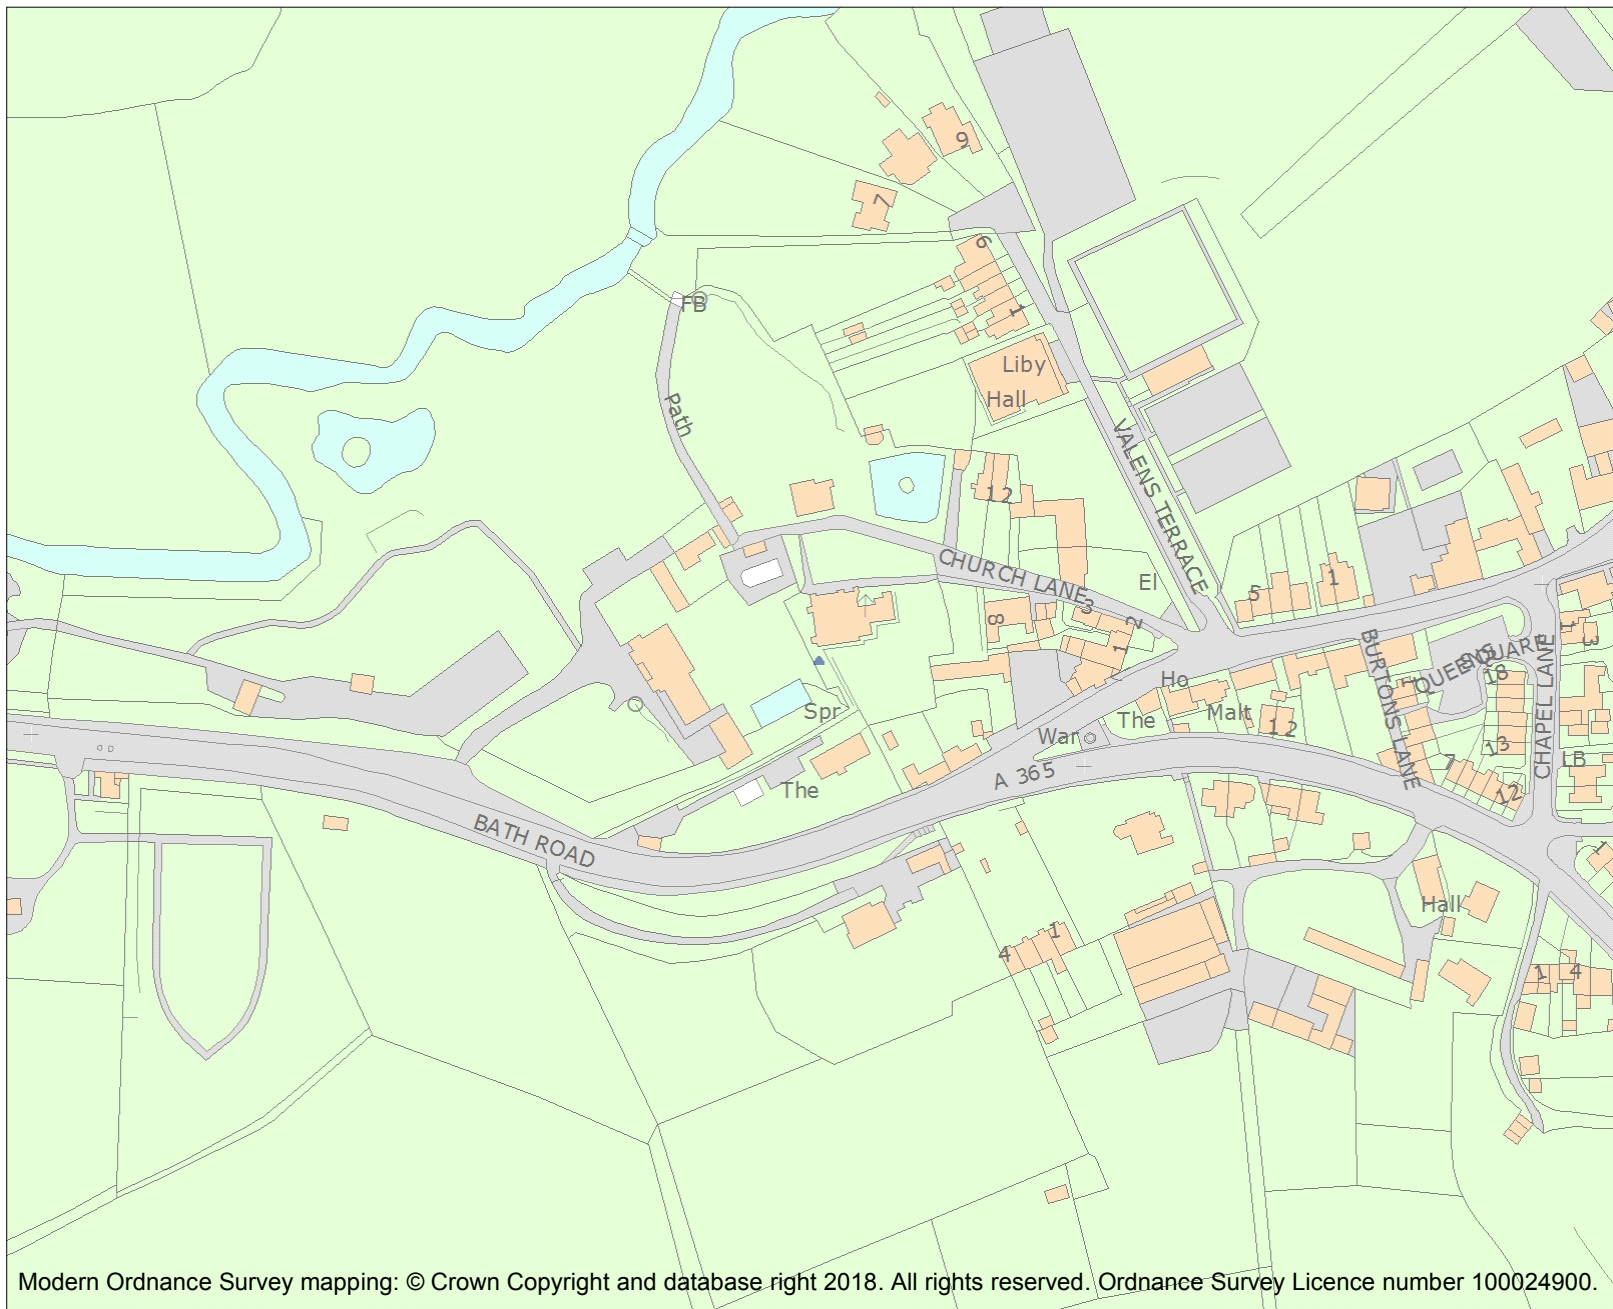 9
7
6
1
FB
Liby
Hall
Path
VALENS TERRACE
1 2
CHURCH LANE
El
3
2
8
1
5
1
1
3
QUEENS SQUARE
18
BURTONS LANE
CHAPEL LANE
Ho
The
Malt
1 2
Spr
War
13
LB
7
A 365
12
The
BATH ROAD
1
Hall
1
4
1
4
Modern Ordnance Survey mapping: © Crown Copyright and database right 2018. All rights reserved. Ordnance Survey Licence number 100024900.